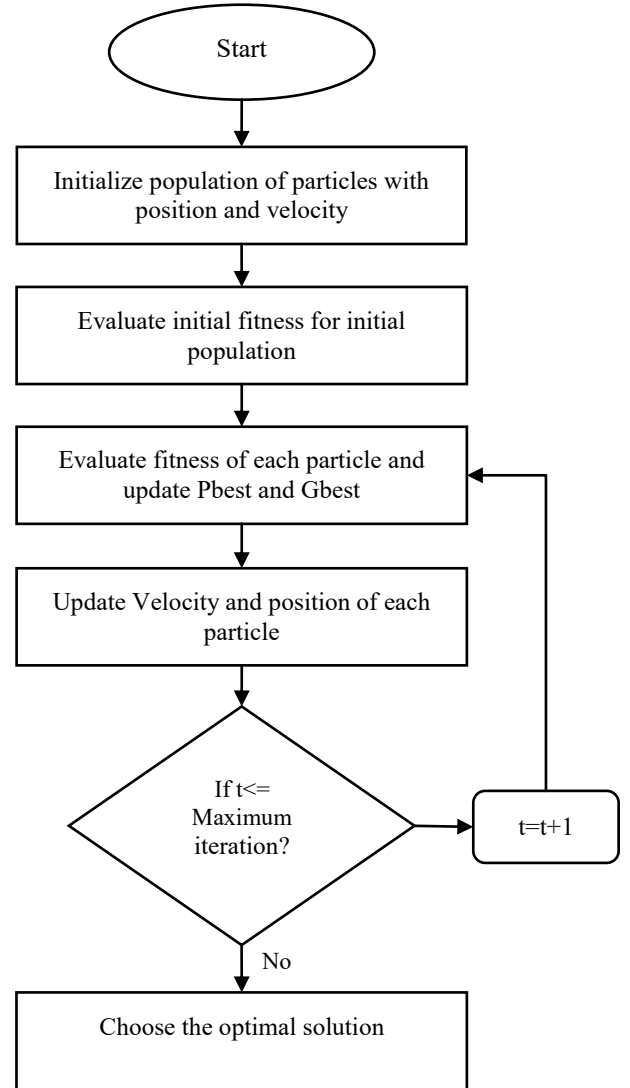 Start
Initialize population of particles with
position and velocity
Evaluate initial fitness for initial
population
Evaluate fitness of each particle and
update Pbest and Gbest
Update Velocity and position of each
particle
If t<=
Maximum
iteration?
t=t+1
No
Choose the optimal solution